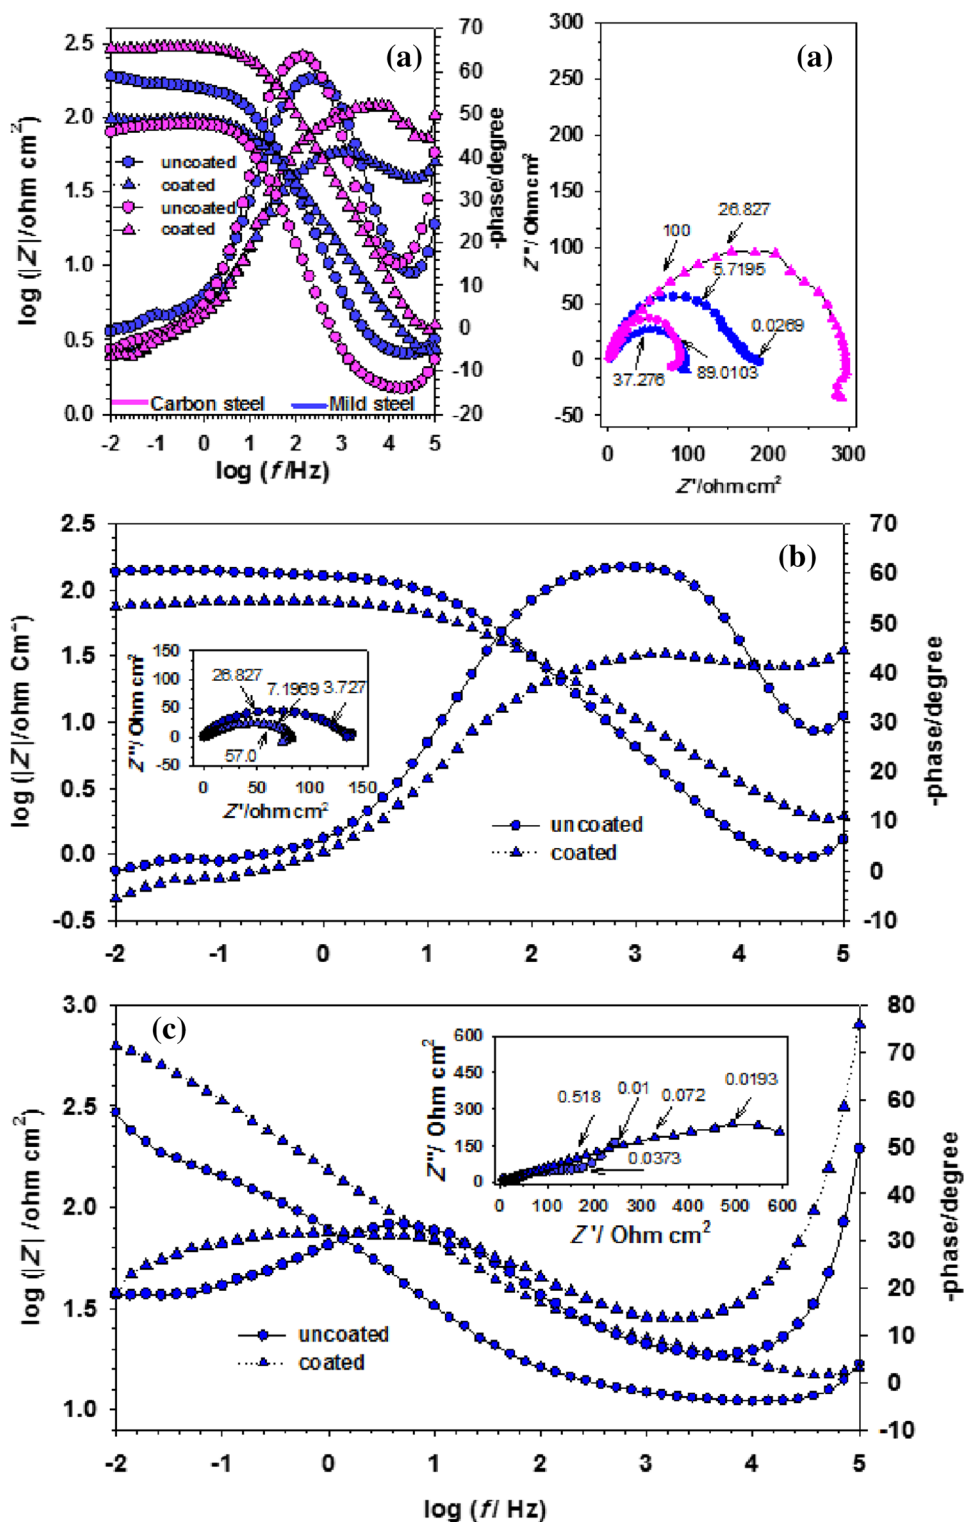 (a)
log (|Z|/ohm cm²)
2.5
2.0
1.5
1.0
0.5
0.0
70
60
50
40
30
20
10
0
-10
-20
-phase/degree
uncoated
coated
uncoated
coated
Carbon steel
Mild steel
-2 -1 0 1 2 3 4 5
log (f/Hz)
(a)
Z"/ Ohmcm²
300
250
200
150
100
50
0
-50
100
26.827
5.7195
0.0269
37.276
89.0103
0 100 200 300
Z'/ohmcm²
(b)
log (|Z|/ohm Cm²)
2.5
2.0
1.5
1.0
0.5
0.0
-0.5
70
60
50
40
30
20
10
0
-10
-phase/degree
Z"/ Ohm cm²
150
100
50
0
-50
26.827
7.1969
3.727
57.0
0 50 100 150
Z'/ohm cm²
uncoated
coated
-2 -1 0 1 2 3 4 5
(c)
log (|Z| /ohm cm²)
3.0
2.5
2.0
1.5
1.0
80
70
60
50
40
30
20
10
0
-10
-phase/degree
Z"/ Ohm cm²
600
450
300
150
0
0.518
0.01
0.072
0.0193
0.0373
0 100 200 300 400 500 600
Z'/ Ohm cm²
uncoated
coated
-2 -1 0 1 2 3 4 5
log (f/ Hz)